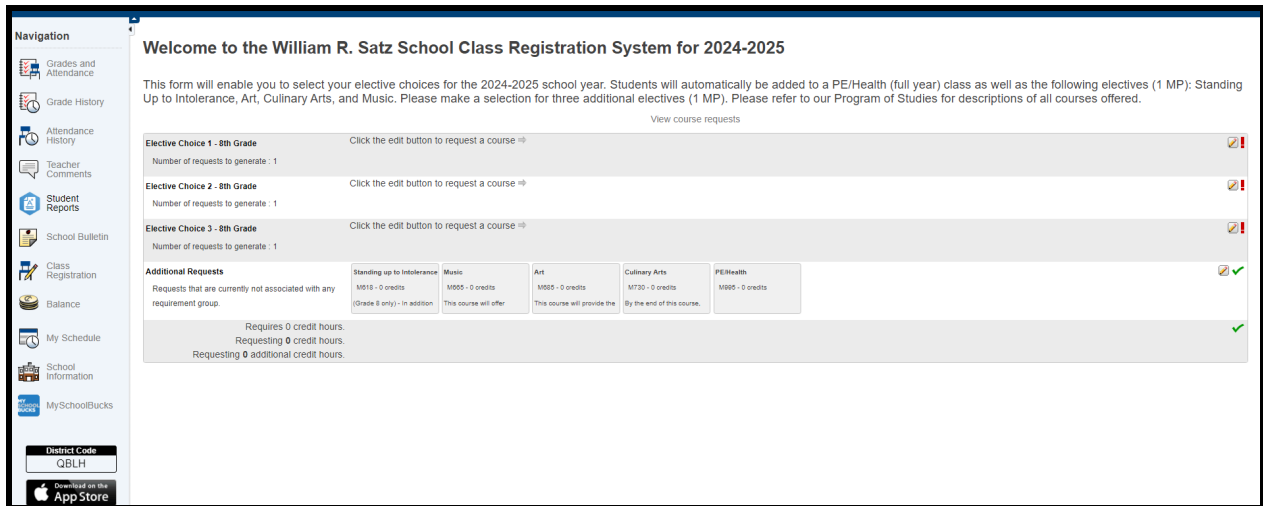 Navigation
Grades and
Attendance
Grade History
Attendance
History
Teacher
Comments
Student
Reports
School Bulletin
Class
Registration
Balance
My Schedule
School
Information
MY SCHOOL BUCKS
MySchoolBucks
District Code
QBLH
Download on the
App Store
Welcome to the William R. Satz School Class Registration System for 2024-2025
This form will enable you to select your elective choices for the 2024-2025 school year. Students will automatically be added to a PE/Health (full year) class as well as the following electives (1 MP): Standing
Up to Intolerance, Art, Culinary Arts, and Music. Please make a selection for three additional electives (1 MP). Please refer to our Program of Studies for descriptions of all courses offered.
View course requests
Elective Choice 1 - 8th Grade
Click the edit button to request a course ⇒
Number of requests to generate : 1
Elective Choice 2 - 8th Grade
Click the edit button to request a course ⇒
Number of requests to generate : 1
Elective Choice 3 - 8th Grade
Click the edit button to request a course ⇒
Number of requests to generate : 1
Additional Requests
Requests that are currently not associated with any
requirement group.
Standing up to Intolerance
M618 - 0 credits
(Grade 8 only) - In addition
Music
M665 - 0 credits
This course will offer
Art
M685 - 0 credits
This course will provide the
Culinary Arts
M730 - 0 credits
By the end of this course,
PE/Health
M995 - 0 credits
Requires 0 credit hours.
Requesting 0 credit hours.
Requesting 0 additional credit hours.